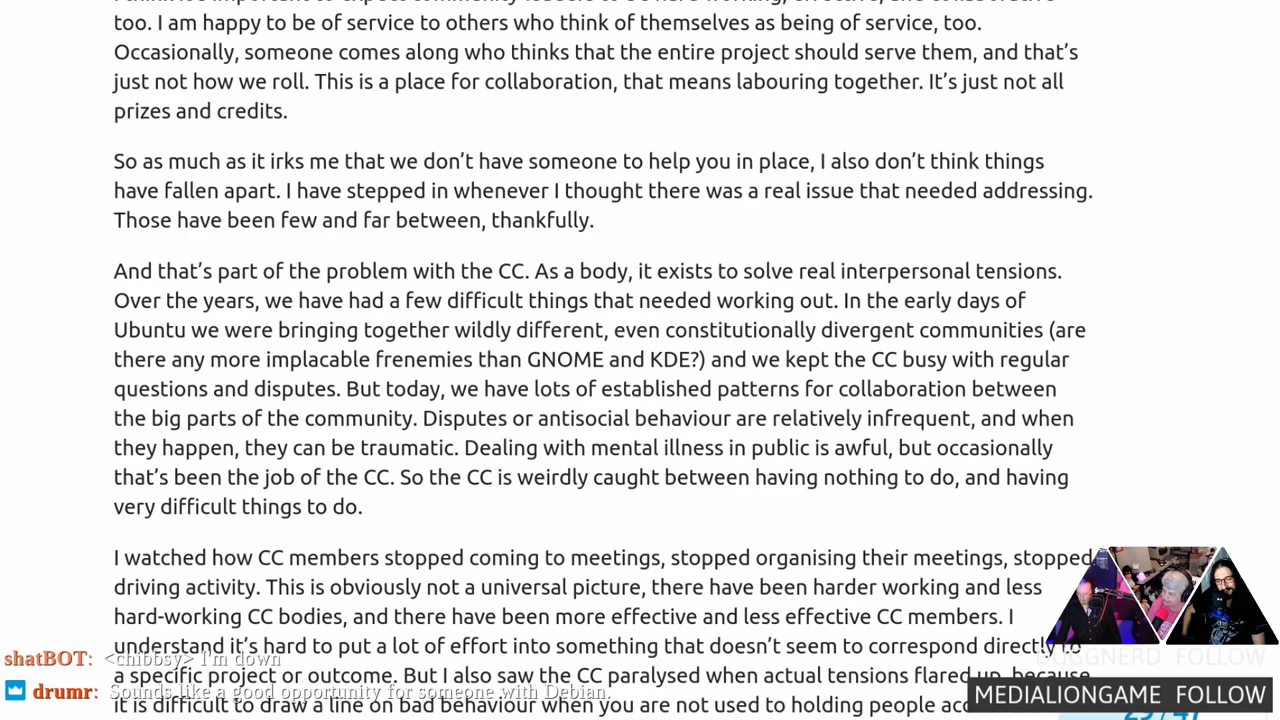 too. I am happy to be of service to others who think of themselves as being of service, too.
Occasionally, someone comes along who thinks that the entire project should serve them, and that's
just not how we roll. This is a place for collaboration, that means labouring together. It's just not all
prizes and credits.
So as much as it irks me that we don't have someone to help you in place, I also don't think things
have fallen apart. I have stepped in whenever I thought there was a real issue that needed addressing.
Those have been few and far between, thankfully.
And that's part of the problem with the CC. As a body, it exists to solve real interpersonal tensions.
Over the years, we have had a few difficult things that needed working out. In the early days of
Ubuntu we were bringing together wildly different, even constitutionally divergent communities (are
there any more implacable frenemies than GNOME and KDE?) and we kept the CC busy with regular
questions and disputes. But today, we have lots of established patterns for collaboration between
the big parts of the community. Disputes or antisocial behaviour are relatively infrequent, and when
they happen, they can be traumatic. Dealing with mental illness in public is awful, but occasionally
that's been the job of the CC. So the CC is weirdly caught between having nothing to do, and having
very difficult things to do.
I watched how CC members stopped coming to meetings, stopped organising their meetings, stopped
driving activity. This is obviously not a universal picture, there have been harder working and less
hard-working CC bodies, and there have been more effective and less effective CC members. I
understand it's hard to put a lot of effort into something that doesn't seem to correspond directly to
shatBOT: <chibbsy> I'm down
a specific project or outcome. But I also saw the CC paralysed when actual tensions flared up, because
drumr: Sounds like a good opportunity for someone with Debian.
it is difficult to draw a line on bad behaviour when you are not used to holding people
MEDIALIONGAME FOLLOW